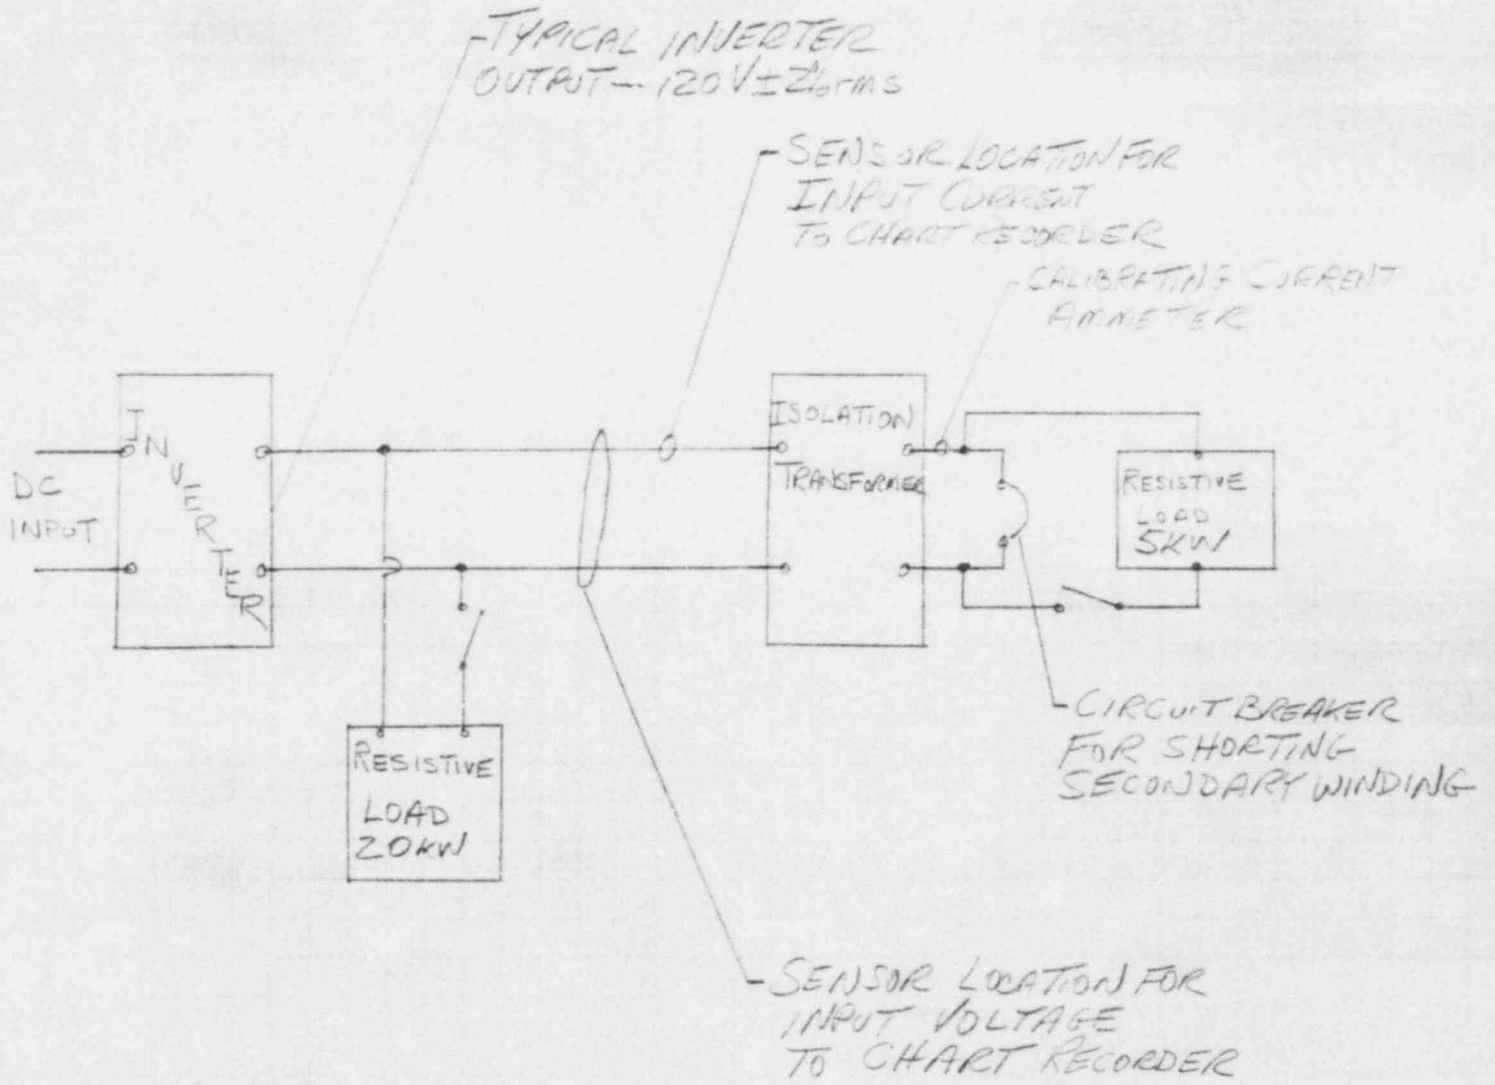 TYPICAL INVERTER
OUTPUT — 120 V ± 2% rms
SENSOR LOCATION FOR
INPUT CURRENT
TO CHART RECORDER
CALIBRATING CURRENT
AMMETER
INVERTER
DC
INPUT
ISOLATION
TRANSFORMER
RESISTIVE
LOAD
5KW
CIRCUIT BREAKER
FOR SHORTING
SECONDARY WINDING
RESISTIVE
LOAD
20KW
SENSOR LOCATION FOR
INPUT VOLTAGE
TO CHART RECORDER